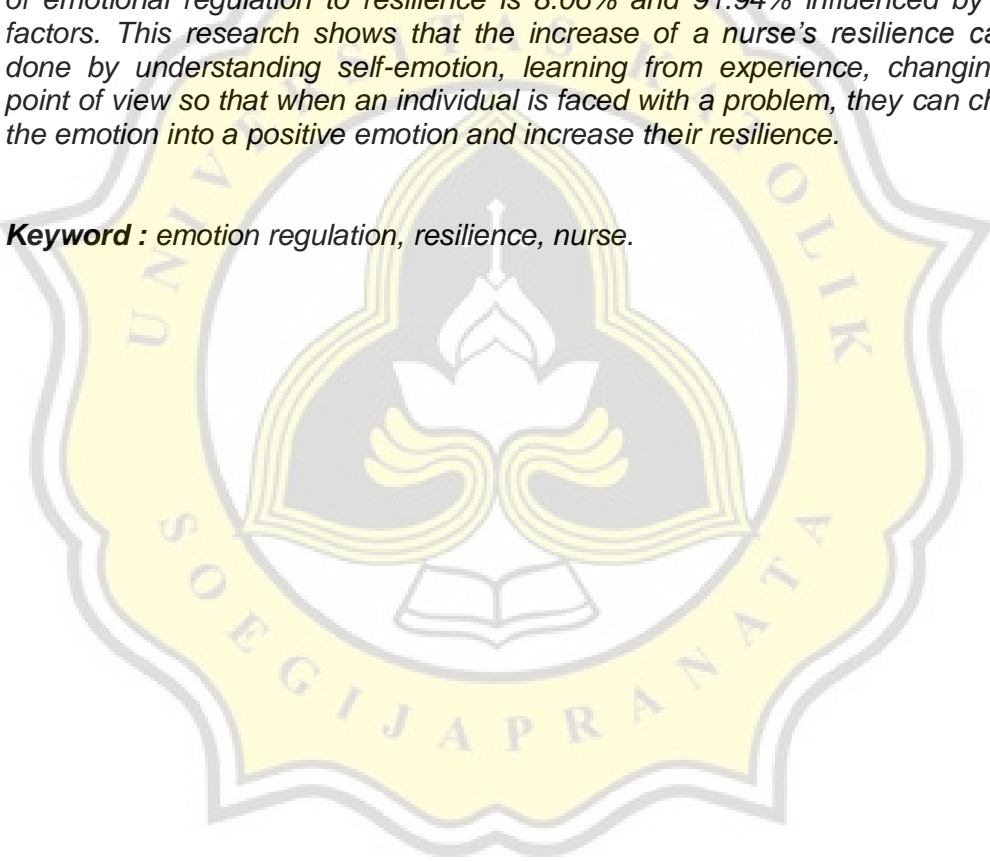 of emotional regulation to resilience is 8.06% and 91.94% influenced by
factors. This research shows that the increase of a nurse's resilience ca
done by understanding self-emotion, learning from experience, changin
point of view so that when an individual is faced with a problem, they can ch
the emotion into a positive emotion and increase their resilience.
Keyword : emotion regulation, resilience, nurse.
UNIVERSITAS KATOLIK
SOEGIJAPRANATA